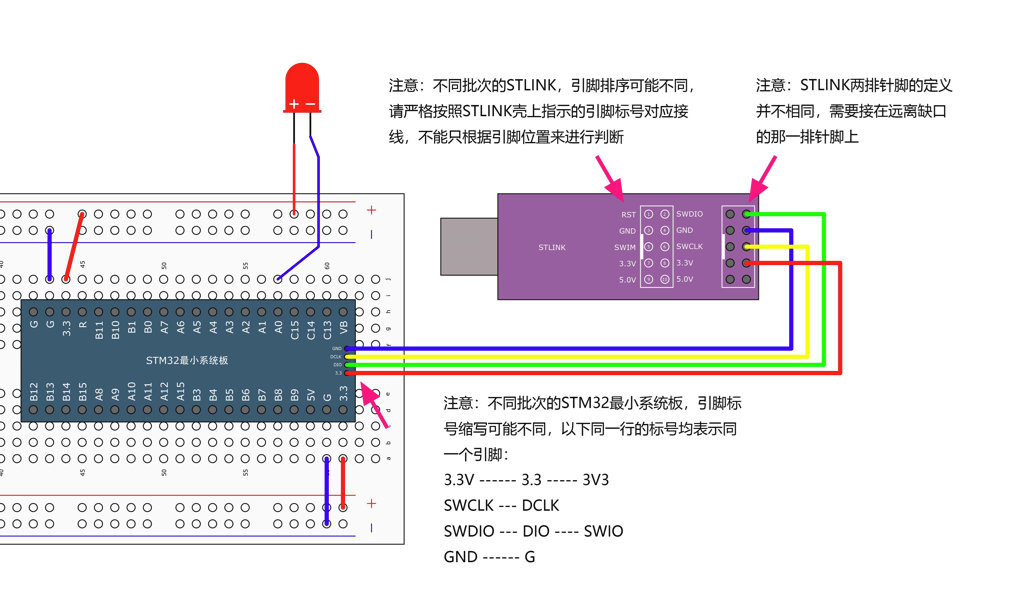 注意：不同批次的STLINK，引脚排序可能不同，
请严格按照STLINK壳上指示的引脚标号对应接
线，不能只根据引脚位置来进行判断
注意：STLINK两排针脚的定义
并不相同，需要接在远离缺口
的那一排针脚上
+ −
+
−
STLINK
RST 1 2 SWDIO
GND 3 4 GND
SWIM 5 6 SWCLK
3.3V 7 8 3.3V
5.0V 9 10 5.0V
40 45 50 55 60
j
i
h
g
f
G G 3.3 R B11 B10 B1 B0 A7 A6 A5 A4 A3 A2 A1 A0 C15 C14 C13 VB
STM32最小系统板
GND
DCLK
DIO
3.3
B12 B13 B14 B15 A8 A9 A10 A11 A12 A15 B3 B4 B5 B6 B7 B8 B9 5V G 3.3
e
d
b
a
40 45 50 55
+
−
注意：不同批次的STM32最小系统板，引脚标
号缩写可能不同，以下同一行的标号均表示同
一个引脚：
3.3V ------ 3.3 ----- 3V3
SWCLK --- DCLK
SWDIO --- DIO ---- SWIO
GND ------ G